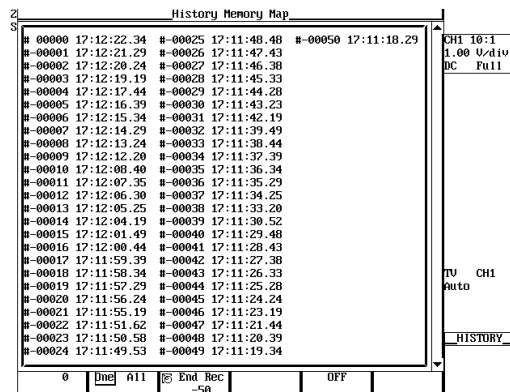 2
History Memory Map
S
# 00000 17:12:22.34 #-00025 17:11:48.48 #-00050 17:11:18.29
#-00001 17:12:21.29 #-00026 17:11:47.43
#-00002 17:12:20.24 #-00027 17:11:46.38
#-00003 17:12:19.19 #-00028 17:11:45.33
#-00004 17:12:17.44 #-00029 17:11:44.28
#-00005 17:12:16.39 #-00030 17:11:43.23
#-00006 17:12:15.34 #-00031 17:11:42.19
#-00007 17:12:14.29 #-00032 17:11:39.49
#-00008 17:12:13.24 #-00033 17:11:38.44
#-00009 17:12:12.20 #-00034 17:11:37.39
#-00010 17:12:08.40 #-00035 17:11:36.34
#-00011 17:12:07.35 #-00036 17:11:35.29
#-00012 17:12:06.30 #-00037 17:11:34.25
#-00013 17:12:05.25 #-00038 17:11:33.20
#-00014 17:12:04.19 #-00039 17:11:30.52
#-00015 17:12:01.49 #-00040 17:11:29.48
#-00016 17:12:00.44 #-00041 17:11:28.43
#-00017 17:11:59.39 #-00042 17:11:27.38
#-00018 17:11:58.34 #-00043 17:11:26.33
#-00019 17:11:57.29 #-00044 17:11:25.28
#-00020 17:11:56.24 #-00045 17:11:24.24
#-00021 17:11:55.19 #-00046 17:11:23.19
#-00022 17:11:51.62 #-00047 17:11:21.44
#-00023 17:11:50.58 #-00048 17:11:20.39
#-00024 17:11:49.53 #-00049 17:11:19.34
CH1 10:1
1.00 V/div
DC Full
TV CH1
Auto
HISTORY
0 One All End Rec OFF
-50